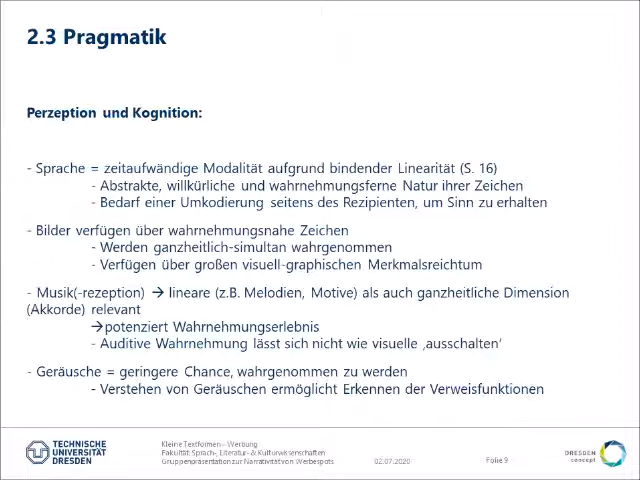 2.3 Pragmatik
Perzeption und Kognition:
- Sprache = zeitaufwändige Modalität aufgrund bindender Linearität (S. 16)
- Abstrakte, willkürliche und wahrnehmungsferne Natur ihrer Zeichen
- Bedarf einer Umkodierung seitens des Rezipienten, um Sinn zu erhalten
- Bilder verfügen über wahrnehmungsnahe Zeichen
- Werden ganzheitlich-simultan wahrgenommen
- Verfügen über großen visuell-graphischen Merkmalsreichtum
- Musik(-rezeption) → lineare (z.B. Melodien, Motive) als auch ganzheitliche Dimension
(Akkorde) relevant
→potenziert Wahrnehmungserlebnis
- Auditive Wahrnehmung lässt sich nicht wie visuelle ‚ausschalten‘
- Geräusche = geringere Chance, wahrgenommen zu werden
- Verstehen von Geräuschen ermöglicht Erkennen der Verweisfunktionen
TECHNISCHE
UNIVERSITÄT
DRESDEN
Kleine Textformen – Werbung
Fakultät Sprach-, Literatur- & Kulturwissenschaften
Gruppenpräsentation zur Narrativität von Werbespots
02.07.2020
Folie 9
DRESDEN
concept